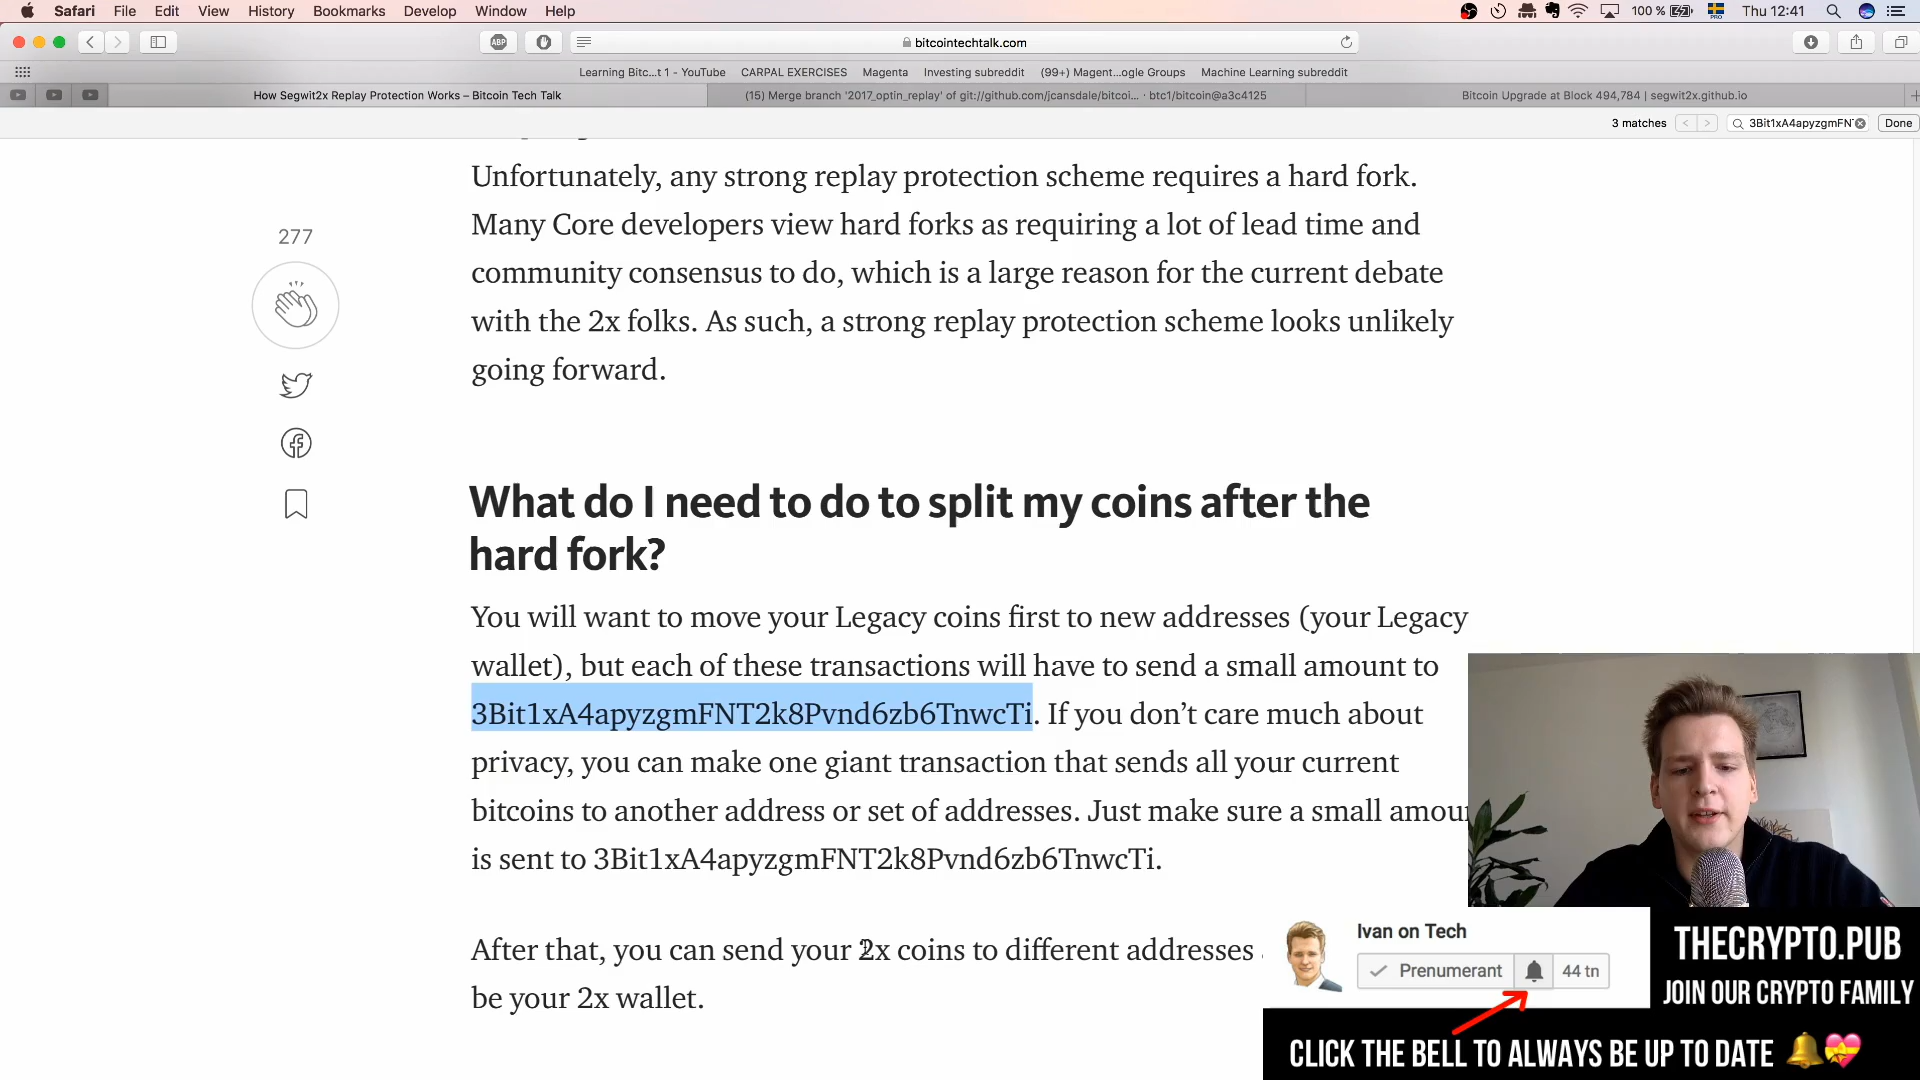 Safari File Edit View History Bookmarks Develop Window Help 100 % PRO Thu 12:41
ABP bitcointechtalk.com
Learning Bitc...t 1 - YouTube CARPAL EXERCISES Magenta Investing subreddit (99+) Magent...ogle Groups Machine Learning subreddit
How Segwit2x Replay Protection Works – Bitcoin Tech Talk (15) Merge branch '2017_optin_replay' of git://github.com/jcansdale/bitcoi... · btc1/bitcoin@a3c4125 Bitcoin Upgrade at Block 494,784 | segwit2x.github.io
3 matches 3Bit1xA4apyzgmFNT Done
Unfortunately, any strong replay protection scheme requires a hard fork.
Many Core developers view hard forks as requiring a lot of lead time and
community consensus to do, which is a large reason for the current debate
with the 2x folks. As such, a strong replay protection scheme looks unlikely
going forward.
277
What do I need to do to split my coins after the
hard fork?
You will want to move your Legacy coins first to new addresses (your Legacy
wallet), but each of these transactions will have to send a small amount to
3Bit1xA4apyzgmFNT2k8Pvnd6zb6TnwcTi. If you don’t care much about
privacy, you can make one giant transaction that sends all your current
bitcoins to another address or set of addresses. Just make sure a small amou
is sent to 3Bit1xA4apyzgmFNT2k8Pvnd6zb6TnwcTi.
After that, you can send your 2x coins to different addresses
be your 2x wallet.
Ivan on Tech
Prenumerant 44 tn
THECRYPTO.PUB
JOIN OUR CRYPTO FAMILY
CLICK THE BELL TO ALWAYS BE UP TO DATE